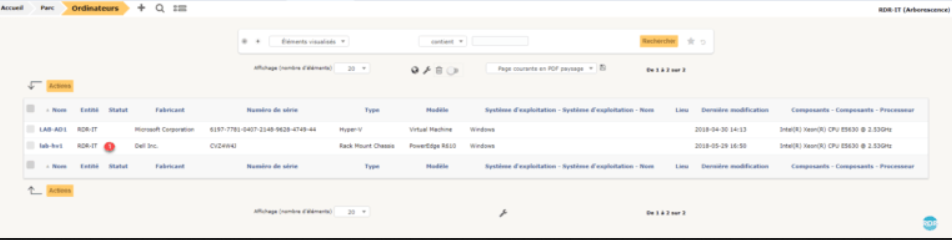 Accueil Parc Ordinateurs
RDR-IT (Arborescence)
Éléments visualisés contient Rechercher
Affichage (nombre d'éléments) 20 Page courante en PDF paysage De 1 à 2 sur 2
Actions
Nom Entité Statut Fabricant Numéro de série Type Modèle Système d'exploitation - Système d'exploitation - Nom Lieu Dernière modification Composants - Composants - Processeur
LAB-AD1 RDR-IT Microsoft Corporation 6197-7781-0407-2148-9628-4749-44 Hyper-V Virtual Machine Windows 2018-04-30 14:13 Intel(R) Xeon(R) CPU E5630 @ 2.53GHz
lab-hv1 RDR-IT 1 Dell Inc. CVZ4W4J Rack Mount Chassis PowerEdge R610 Windows 2018-05-29 16:50 Intel(R) Xeon(R) CPU E5630 @ 2.53GHz
Nom Entité Statut Fabricant Numéro de série Type Modèle Système d'exploitation - Système d'exploitation - Nom Lieu Dernière modification Composants - Composants - Processeur
Actions
Affichage (nombre d'éléments) 20 De 1 à 2 sur 2
RDR